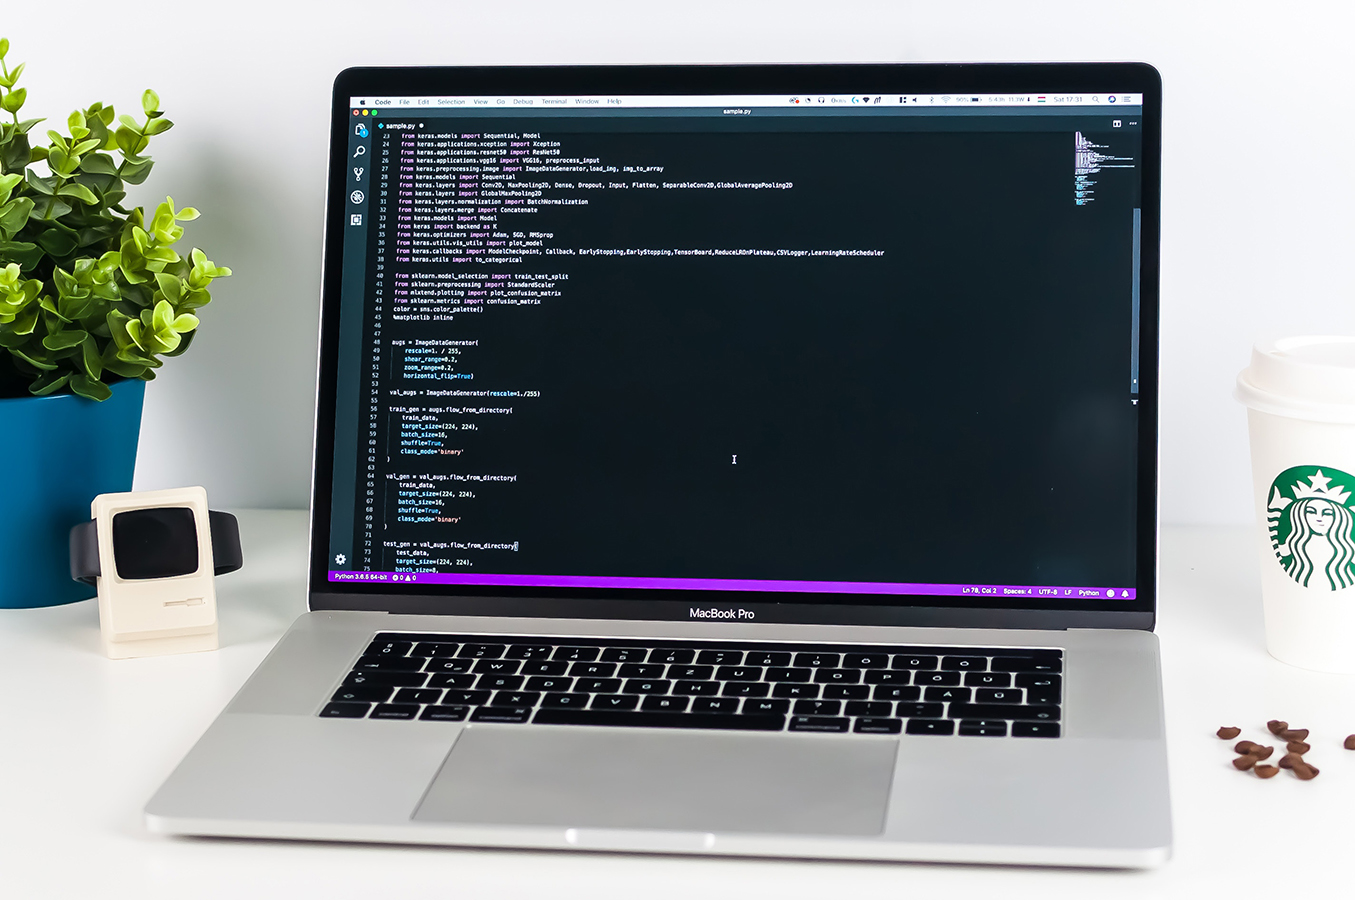 Code File Edit Selection View Go Debug Terminal Window Help Sat 17:31
sample.py
sample.py
23 from keras.models import Sequential, Model
24 from keras.applications.xception import Xception
25 from keras.applications.resnet50 import ResNet50
26 from keras.applications.vgg16 import VGG16, preprocess_input
27 from keras.preprocessing.image import ImageDataGenerator,load_img, img_to_array
28 from keras.models import Sequential
29 from keras.layers import Conv2D, MaxPooling2D, Dense, Dropout, Input, Flatten, SeparableConv2D,GlobalAveragePooling2D
30 from keras.layers import GlobalMaxPooling2D
31 from keras.layers.normalization import BatchNormalization
32 from keras.layers.merge import Concatenate
33 from keras.models import Model
34 from keras import backend as K
35 from keras.optimizers import Adam, SGD, RMSprop
36 from keras.utils.vis_utils import plot_model
37 from keras.callbacks import ModelCheckpoint, Callback, EarlyStopping,EarlyStopping,TensorBoard,ReduceLROnPlateau,CSVLogger,LearningRateScheduler
38 from keras.utils import to_categorical
39
40 from sklearn.model_selection import train_test_split
41 from sklearn.preprocessing import StandardScaler
42 from mlxtend.plotting import plot_confusion_matrix
43 from sklearn.metrics import confusion_matrix
44 color = sns.color_palette()
45 %matplotlib inline
46
47
48 augs = ImageDataGenerator(
49 rescale=1. / 255,
50 shear_range=0.2,
51 zoom_range=0.2,
52 horizontal_flip=True)
53
54 val_augs = ImageDataGenerator(rescale=1./255)
55
56 train_gen = augs.flow_from_directory(
57 train_data,
58 target_size=(224, 224),
59 batch_size=16,
60 shuffle=True,
61 class_mode='binary'
62 )
63
64 val_gen = val_augs.flow_from_directory(
65 train_data,
66 target_size=(224, 224),
67 batch_size=16,
68 shuffle=True,
69 class_mode='binary'
70 )
71
72 test_gen = val_augs.flow_from_directory(
73 test_data,
74 target_size=(224, 224),
75 batch_size=8,
Python 3.6.5 64-bit 0 0 Ln 78, Col 2 Spaces: 4 UTF-8 LF Python
MacBook Pro
0 1 2 3 4 5 6 7 8 9 Ö Ü Ó
Q W E R T Z U I O P Ő Ú
A S D F G H J K L É Á Ű
Í Y X C V B N M